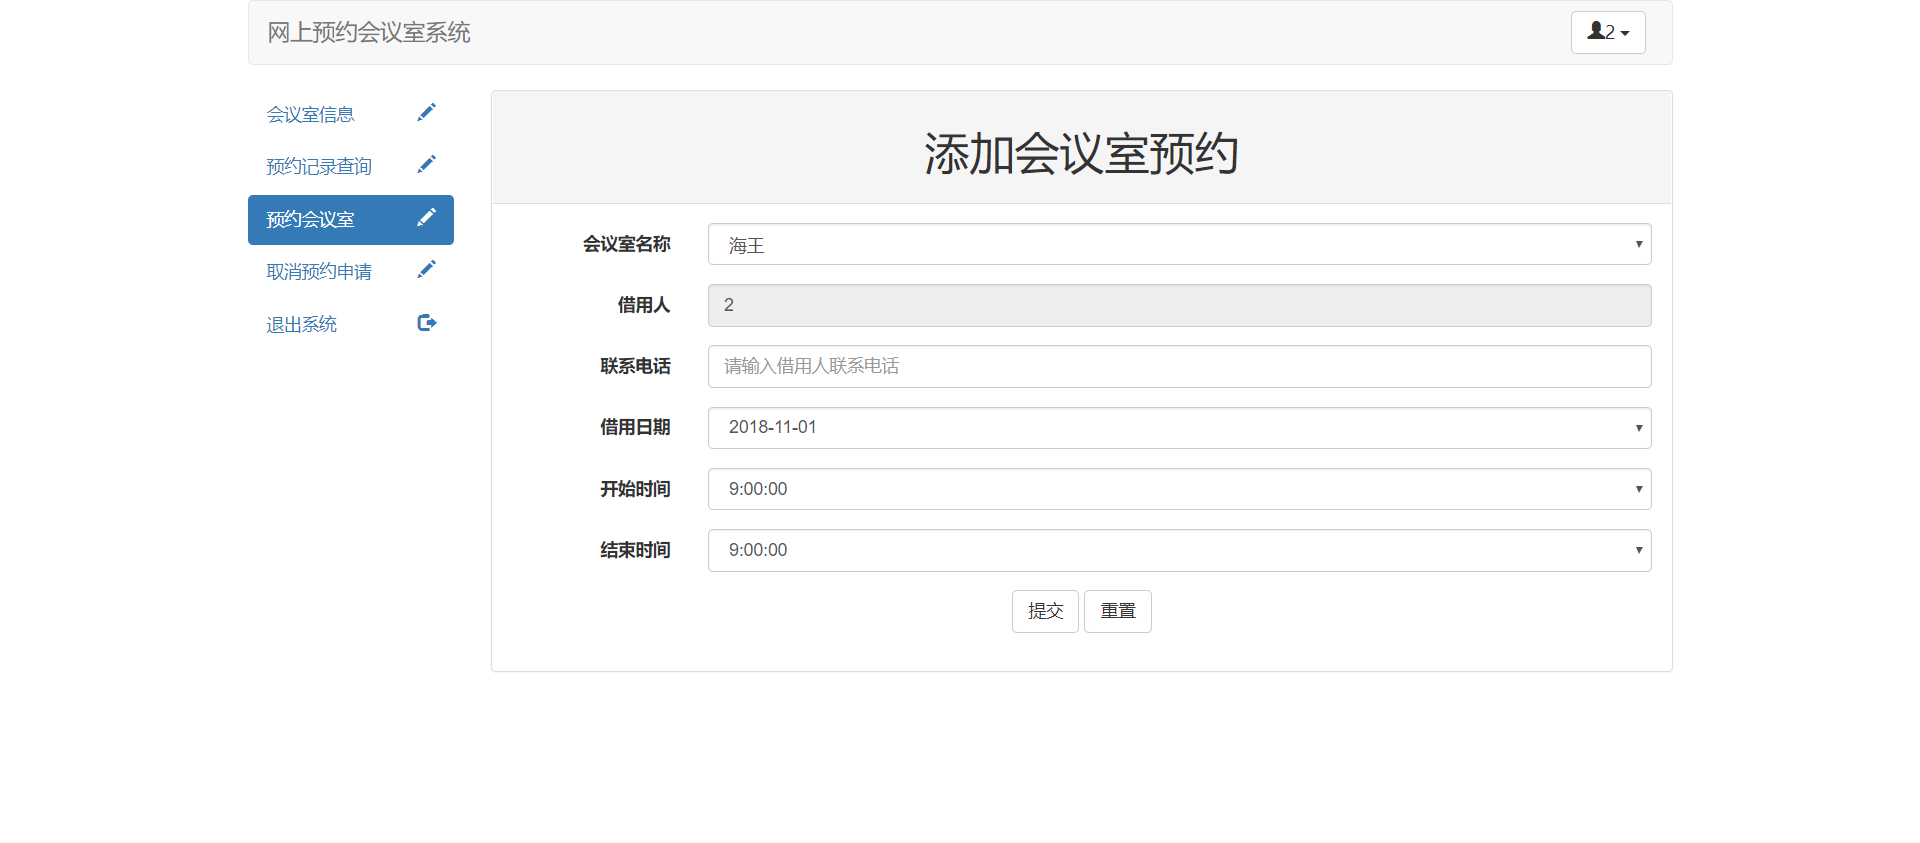 网上预约会议室系统
2
会议室信息
预约记录查询
预约会议室
取消预约申请
退出系统
添加会议室预约
会议室名称 海王
借用人 2
联系电话 请输入借用人联系电话
借用日期 2018-11-01
开始时间 9:00:00
结束时间 9:00:00
提交 重置